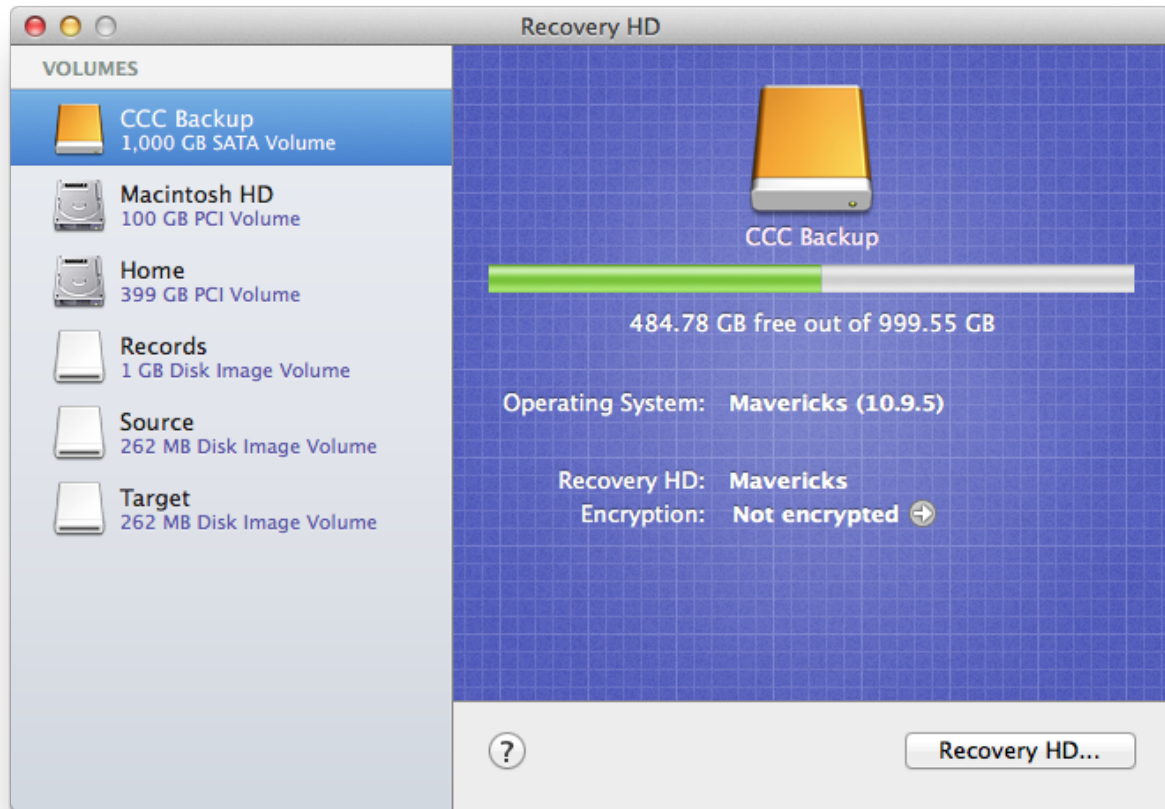 Recovery HD
VOLUMES
CCC Backup
1,000 GB SATA Volume
Macintosh HD
100 GB PCI Volume
Home
399 GB PCI Volume
Records
1 GB Disk Image Volume
Source
262 MB Disk Image Volume
Target
262 MB Disk Image Volume
CCC Backup
484.78 GB free out of 999.55 GB
Operating System: Mavericks (10.9.5)
Recovery HD: Mavericks
Encryption: Not encrypted
?
Recovery HD...